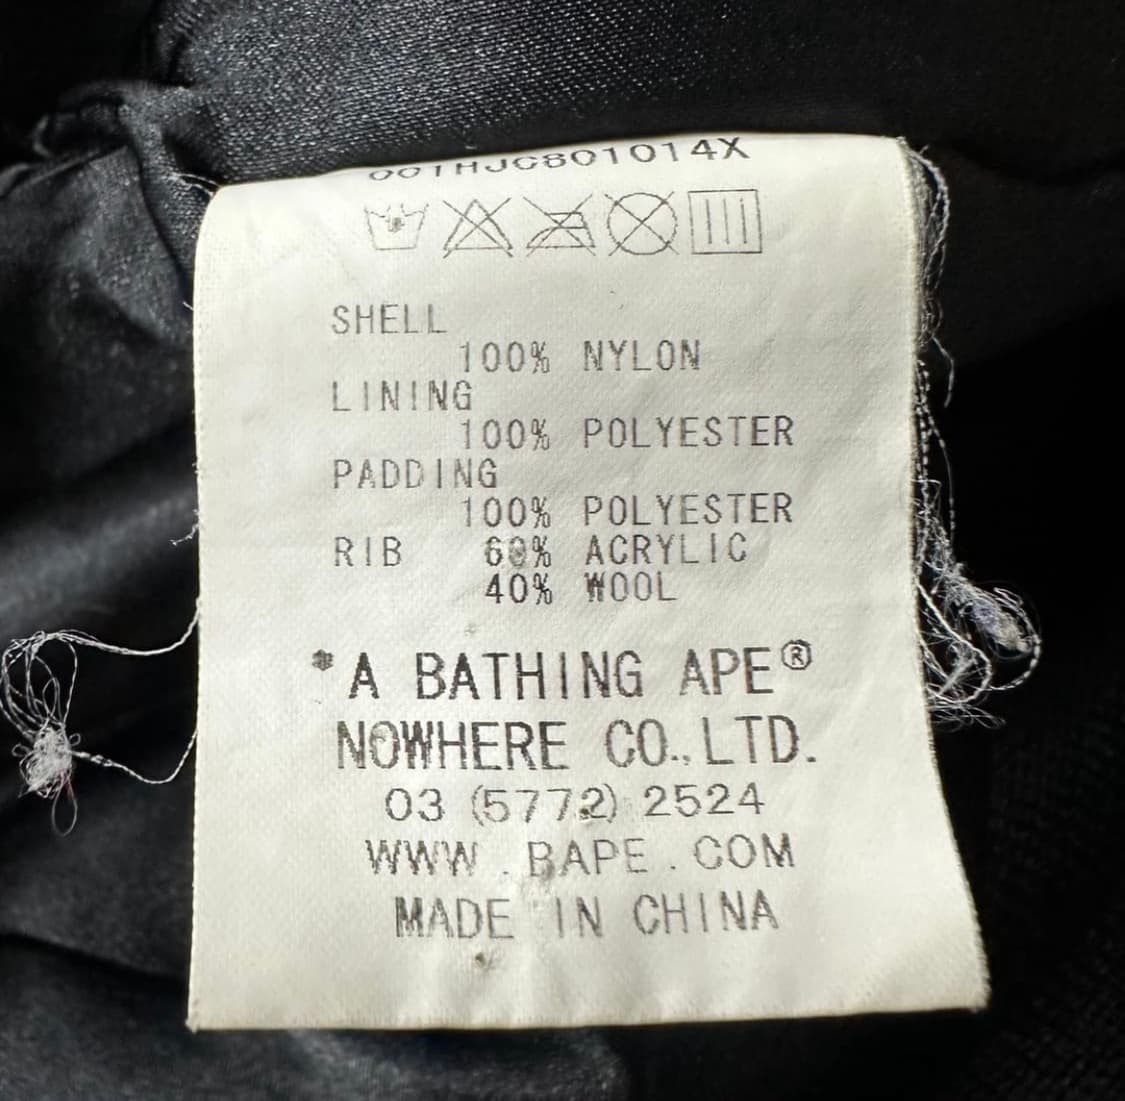 001HJC801014X
SHELL
100% NYLON
LINING
100% POLYESTER
PADDING
100% POLYESTER
RIB 60% ACRYLIC
40% WOOL
*A BATHING APE®
NOWHERE CO.,LTD.
03 (5772) 2524
WWW.BAPE.COM
MADE IN CHINA